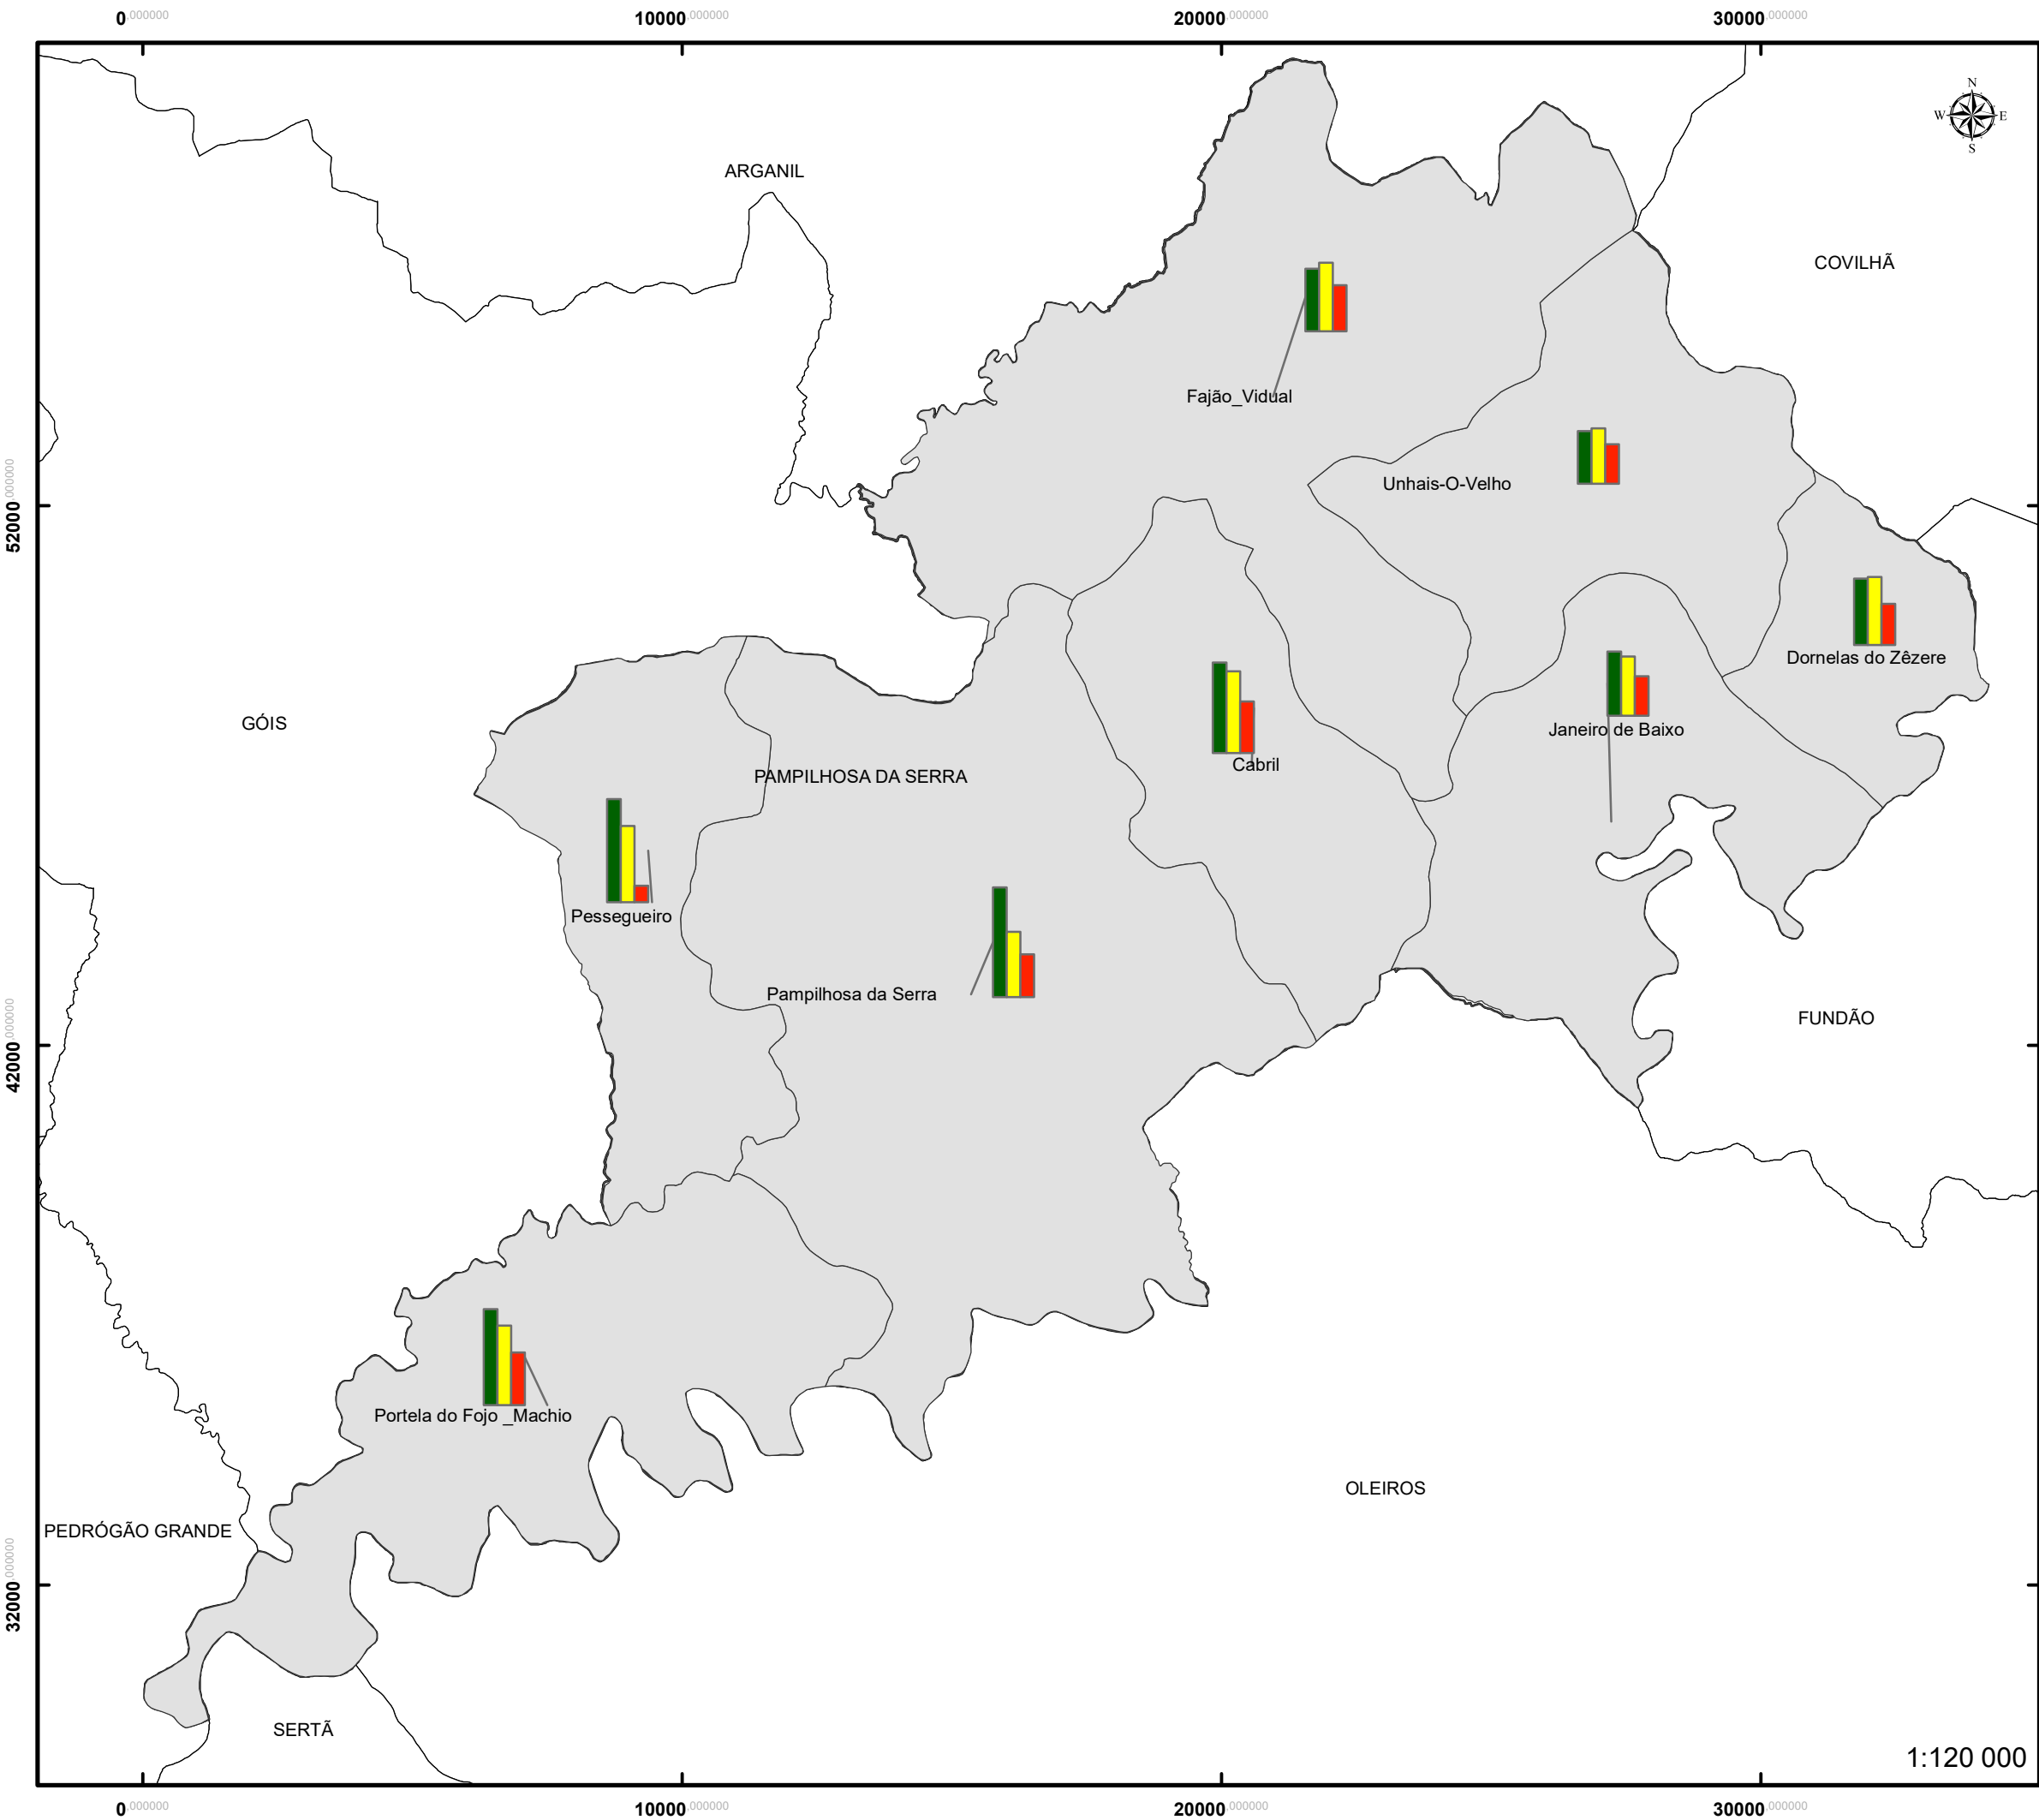 0,000000 10000,000000 20000,000000 30000,000000
N
W E
S
ARGANIL
COVILHÃ
Fajão_Vidual
Unhais-O-Velho
52000,000000
Dornelas do Zêzere
GÓIS
Janeiro de Baixo
Cabril
PAMPILHOSA DA SERRA
Pessegueiro
Pampilhosa da Serra
FUNDÃO
42000,000000
Portela do Fojo _Machio
OLEIROS
PEDRÓGÃO GRANDE
32000,000000
SERTÃ
1:120 000
0,000000 10000,000000 20000,000000 30000,000000